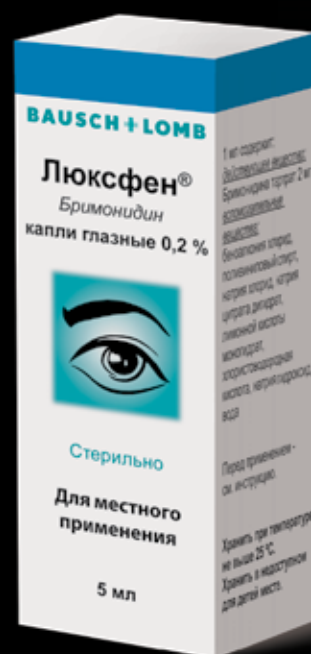 BAUSCH+LOMB
Люксфен®
Бримонидин
капли глазные 0,2 %
Стерильно
Для местного
применения
5 мл
1 мл содержит:
действующее вещество:
Бримонидина тартрат 2 мг
вспомогательные
вещества:
бензалкония хлорид,
поливиниловый спирт,
натрия хлорид, натрия
цитрата дигидрат,
лимонной кислоты
моногидрат,
хлористоводородная
кислота, натрия гидроксид,
вода
Перед применением -
см. инструкцию.
Хранить при температуре
не выше 25 °С.
Хранить в недоступном
для детей месте.